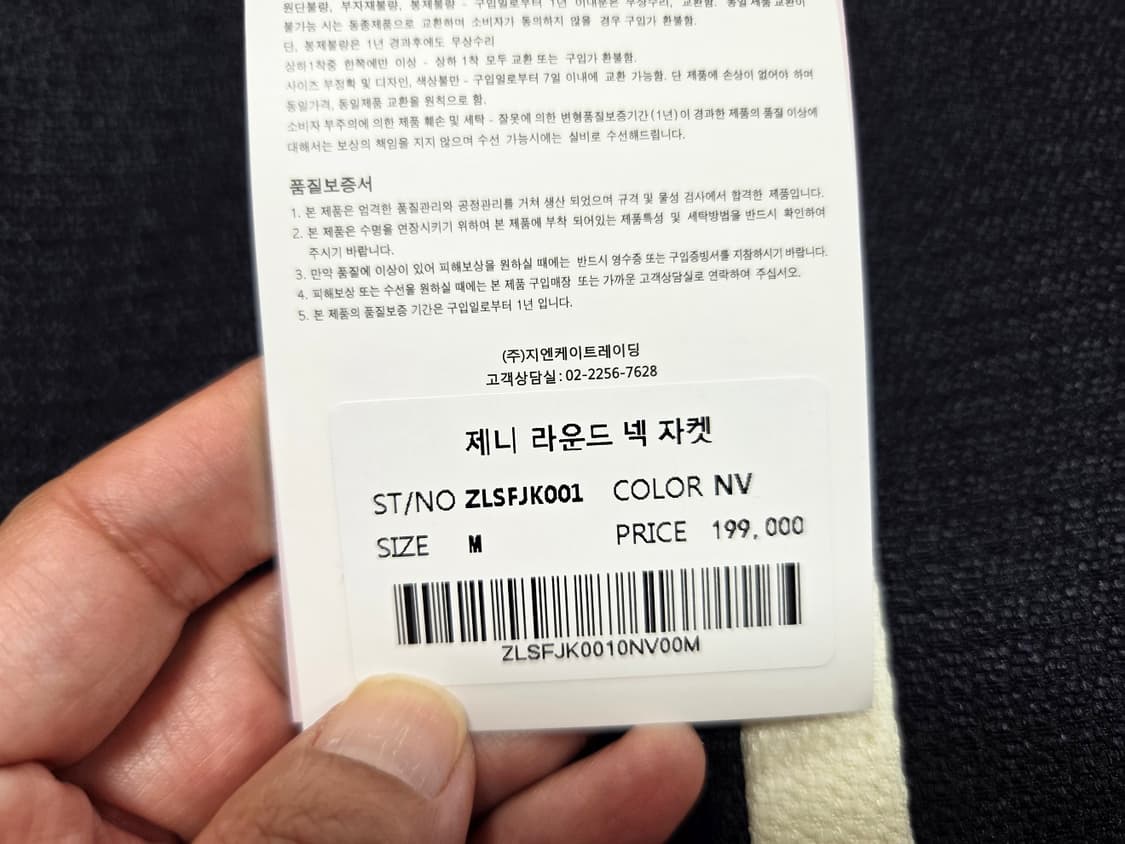 원단불량, 부자재불량, 봉제불량 - 구입일로부터 1년 이내분은 무상수리, 교환함. 동일 제품 교환이
불가능 시는 동종제품으로 교환하며 소비자가 동의하지 않을 경우 구입가 환불함.
단, 봉제불량은 1년 경과후에도 무상수리
상하1착중 한쪽에만 이상 - 상하 1착 모두 교환 또는 구입가 환불함.
사이즈 부정확 및 디자인, 색상불만 - 구입일로부터 7일 이내에 교환 가능함. 단 제품에 손상이 없어야 하며
동일가격, 동일제품 교환을 원칙으로 함.
소비자 부주의에 의한 제품 훼손 및 세탁 - 잘못에 의한 변형품질보증기간(1년)이 경과한 제품의 품질 이상에
대해서는 보상의 책임을 지지 않으며 수선 가능시에는 실비로 수선해드립니다.
품질보증서
1. 본 제품은 엄격한 품질관리와 공정관리를 거쳐 생산 되었으며 규격 및 물성 검사에서 합격한 제품입니다.
2. 본 제품은 수명을 연장시키기 위하며 본 제품에 부착 되어있는 제품특성 및 세탁방법을 반드시 확인하여
주시기 바랍니다.
3. 만약 품질에 이상이 있어 피해보상을 원하실 때에는 반드시 영수증 또는 구입증빙서를 지참하시기 바랍니다.
4. 피해보상 또는 수선을 원하실 때에는 본 제품 구입매장 또는 가까운 고객상담실로 연락하여 주십시오.
5. 본 제품의 품질보증 기간은 구입일로부터 1년 입니다.
(주)지엔케이트레이딩
고객상담실: 02-2256-7628
제니 라운드 넥 자켓
ST/NO ZLSFJK001 COLOR NV
SIZE M PRICE 199,000
ZLSFJK0010NV00M